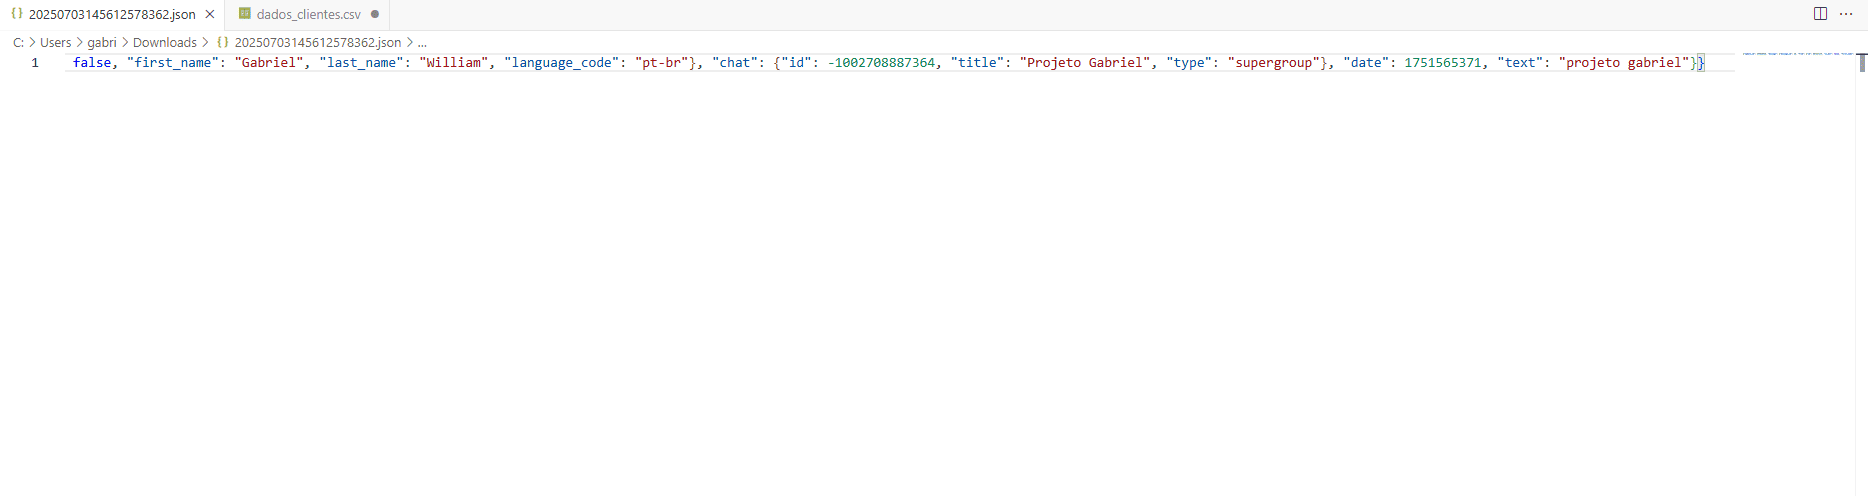 20250703145612578362.json dados_clientes.csv
C: > Users > gabri > Downloads > {} 20250703145612578362.json > ...
1 false, "first_name": "Gabriel", "last_name": "William", "language_code": "pt-br"}, "chat": {"id": -1002708887364, "title": "Projeto Gabriel", "type": "supergroup"}, "date": 1751565371, "text": "projeto gabriel"}}